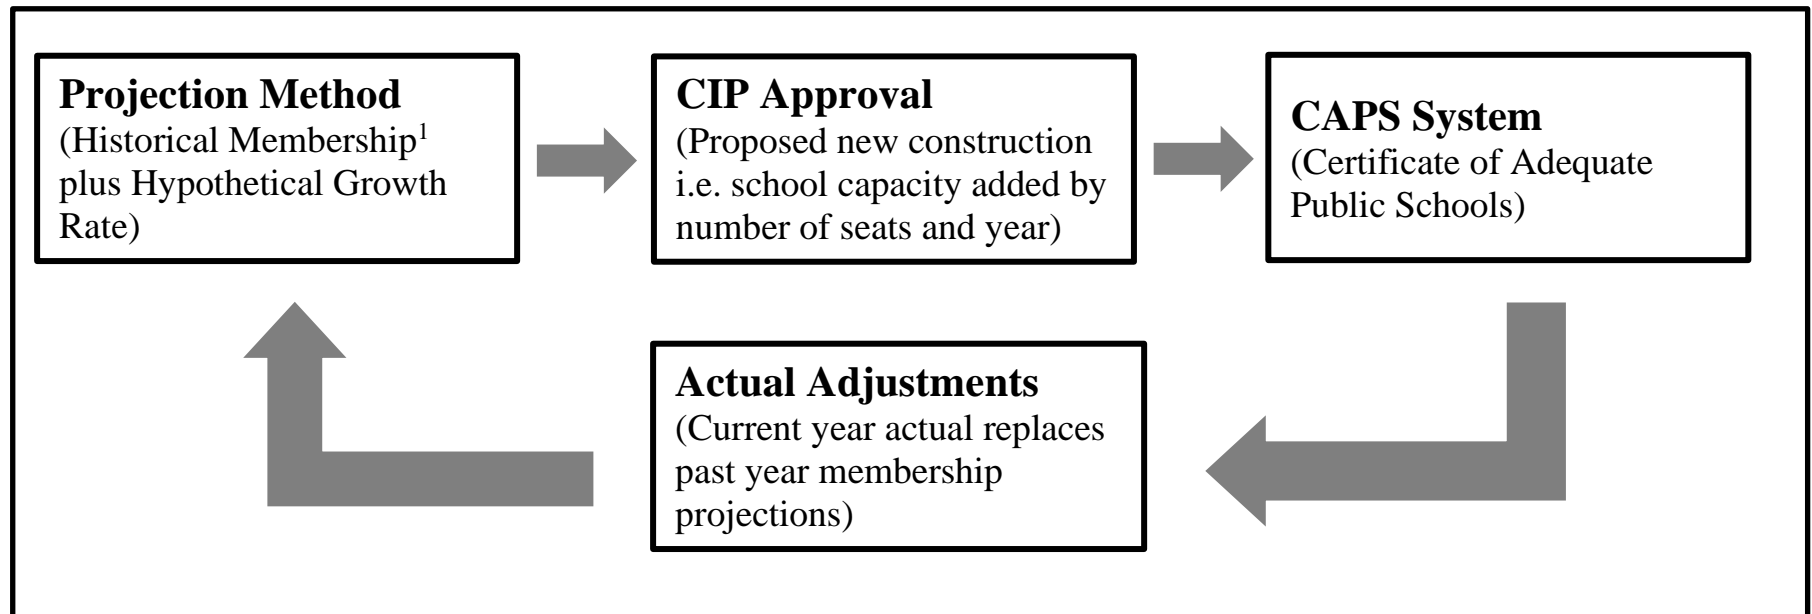 Projection Method
(Historical Membership¹
plus Hypothetical Growth
Rate)
CIP Approval
(Proposed new construction
i.e. school capacity added by
number of seats and year)
CAPS System
(Certificate of Adequate
Public Schools)
Actual Adjustments
(Current year actual replaces
past year membership
projections)